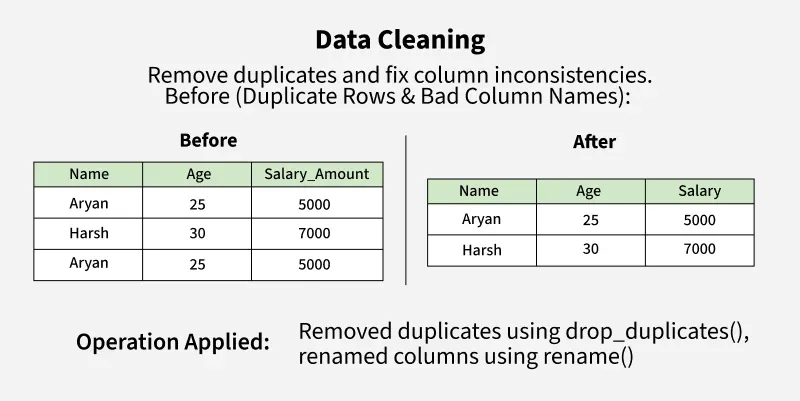 Data Cleaning
Remove duplicates and fix column inconsistencies.
Before (Duplicate Rows & Bad Column Names):
Before
Name Age Salary_Amount
Aryan 25 5000
Harsh 30 7000
Aryan 25 5000
After
Name Age Salary
Aryan 25 5000
Harsh 30 7000
Operation Applied:
Removed duplicates using drop_duplicates(),
renamed columns using rename()